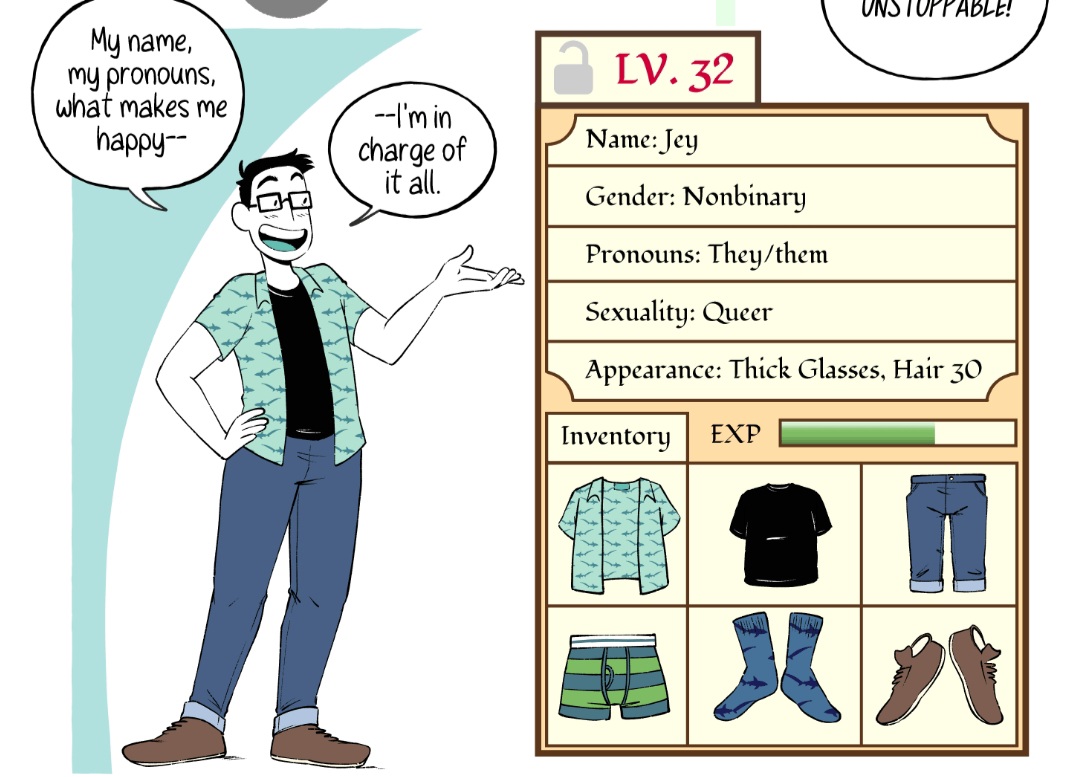 My name,
my pronouns,
what makes me
happy--
--I'm in
charge of
it all.
UNSTOPPABLE!
LV. 32
Name: Jey
Gender: Nonbinary
Pronouns: They/them
Sexuality: Queer
Appearance: Thick Glasses, Hair 30
Inventory
EXP